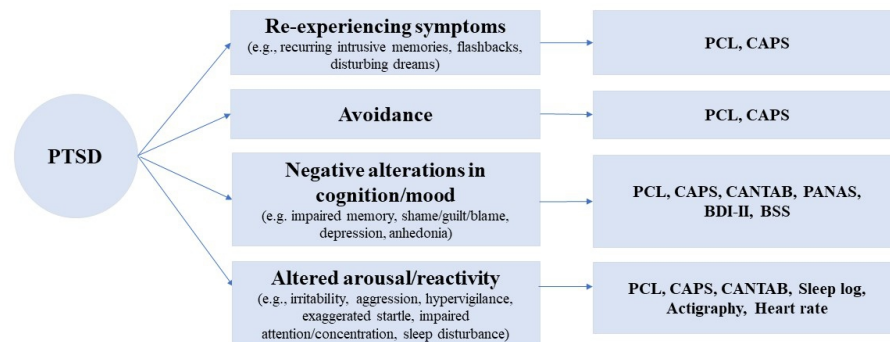 PTSD
Re-experiencing symptoms
(e.g., recurring intrusive memories, flashbacks,
disturbing dreams)
PCL, CAPS
Avoidance
PCL, CAPS
Negative alterations in
cognition/mood
(e.g. impaired memory, shame/guilt/blame,
depression, anhedonia)
PCL, CAPS, CANTAB, PANAS,
BDI-II, BSS
Altered arousal/reactivity
(e.g., irritability, aggression, hypervigilance,
exaggerated startle, impaired
attention/concentration, sleep disturbance)
PCL, CAPS, CANTAB, Sleep log,
Actigraphy, Heart rate